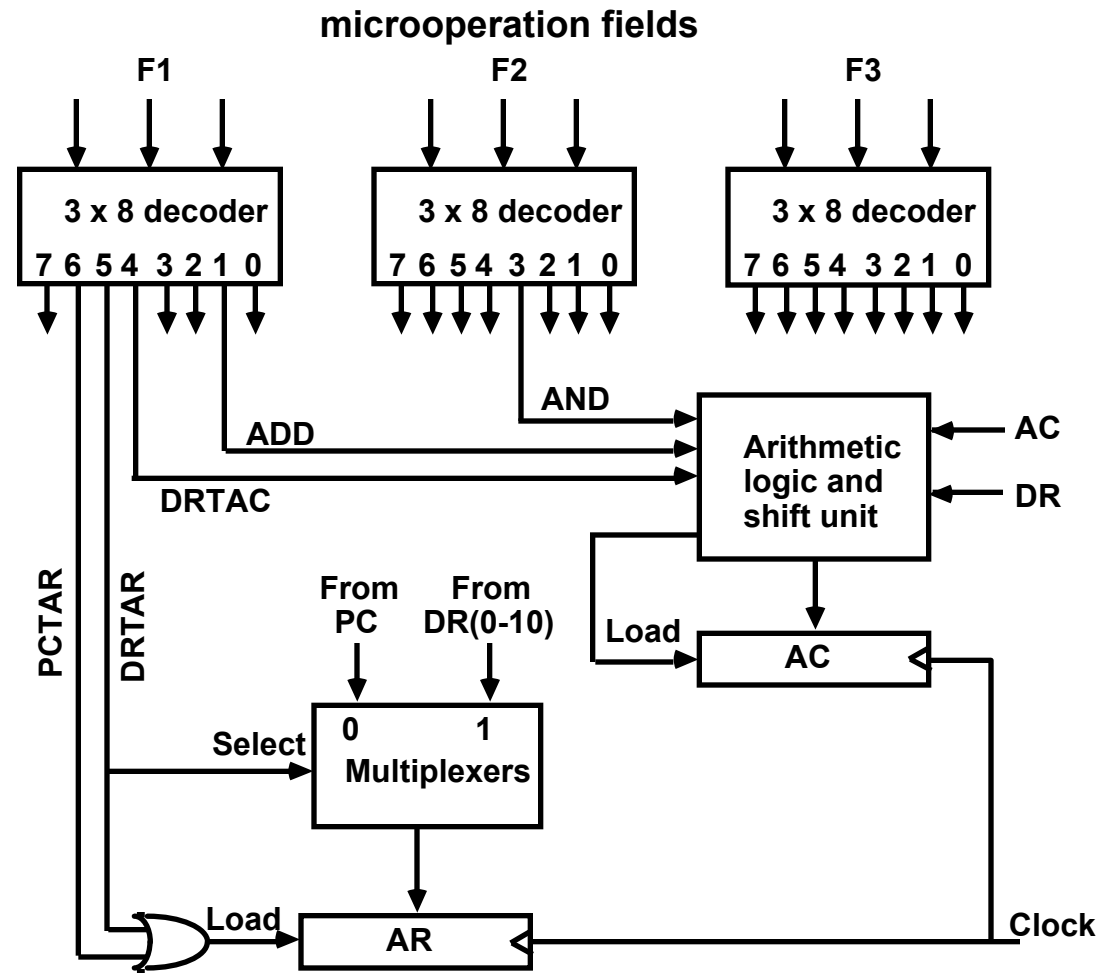 microoperation fields
F1
F2
F3
3 x 8 decoder
7 6 5 4 3 2 1 0
3 x 8 decoder
7 6 5 4 3 2 1 0
3 x 8 decoder
7 6 5 4 3 2 1 0
AND
ADD
DRTAC
Arithmetic
logic and
shift unit
AC
DR
PCTAR
DRTAR
From
PC
From
DR(0-10)
Load
AC
0 1
Select
Multiplexers
Load
AR
Clock